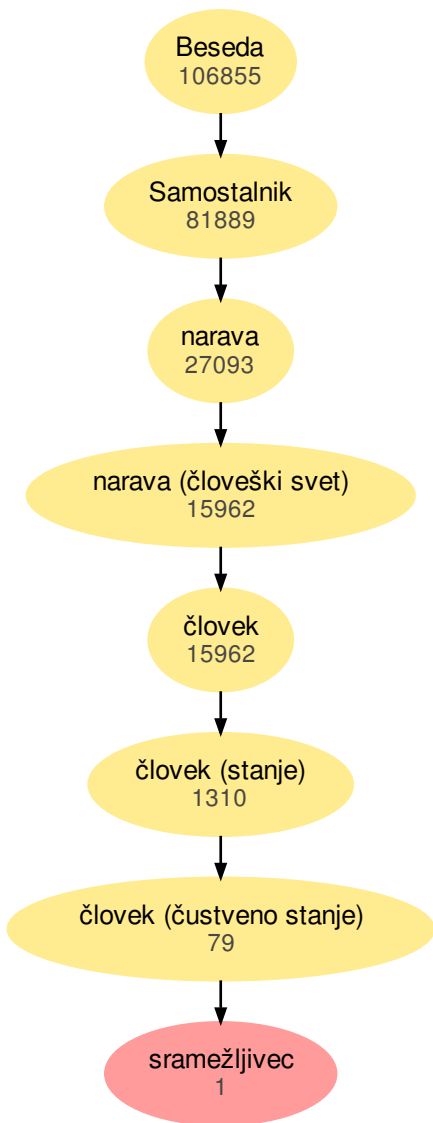 Beseda
106855
Samostalnik
81889
narava
27093
narava (človeški svet)
15962
človek
15962
človek (stanje)
1310
človek (čustveno stanje)
79
sramežljivec
1